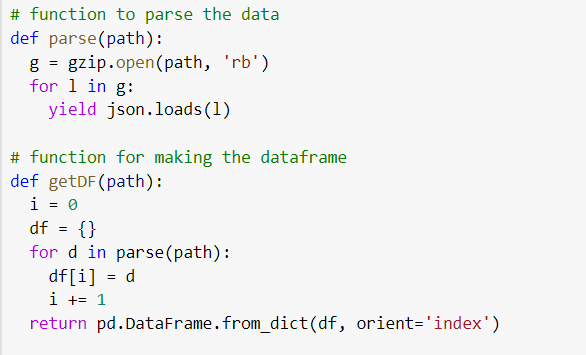 # function to parse the data
def parse(path):
  g = gzip.open(path, 'rb')
  for l in g:
    yield json.loads(l)

# function for making the dataframe
def getDF(path):
  i = 0
  df = {}
  for d in parse(path):
    df[i] = d
    i += 1
  return pd.DataFrame.from_dict(df, orient='index')